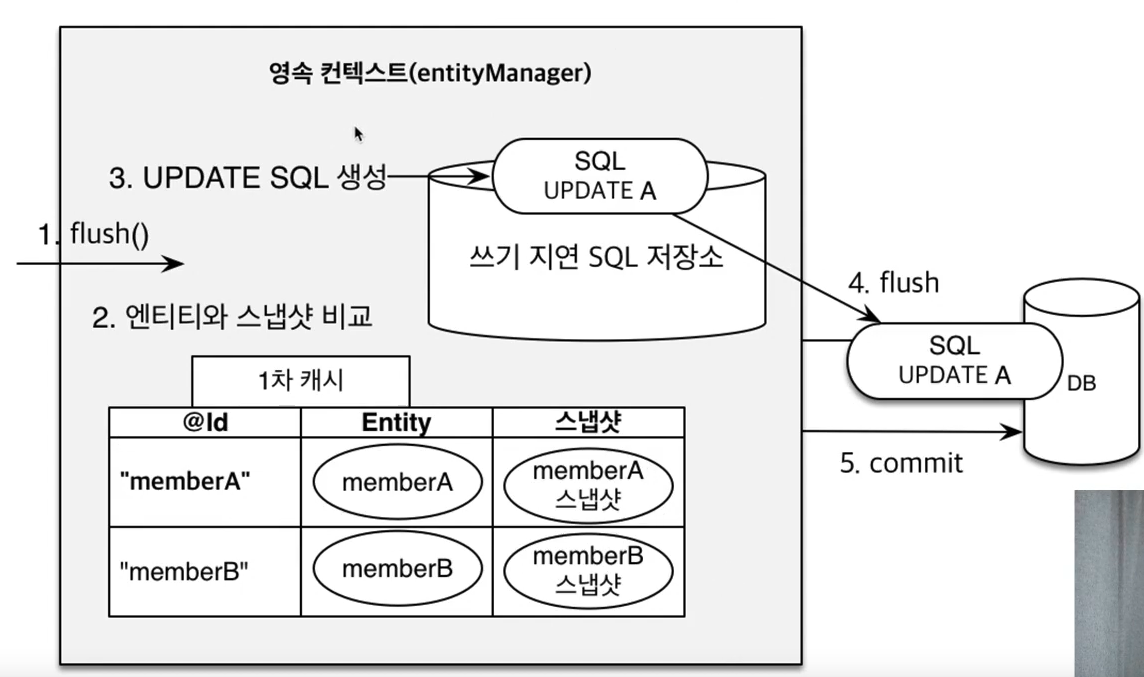 영속 컨텍스트(entityManager)
3. UPDATE SQL 생성
SQL
UPDATE A
1. flush()
쓰기 지연 SQL 저장소
4. flush
2. 엔티티와 스냅샷 비교
SQL
UPDATE A
DB
1차 캐시
@Id Entity 스냅샷
5. commit
"memberA" memberA memberA
스냅샷
"memberB" memberB memberB
스냅샷